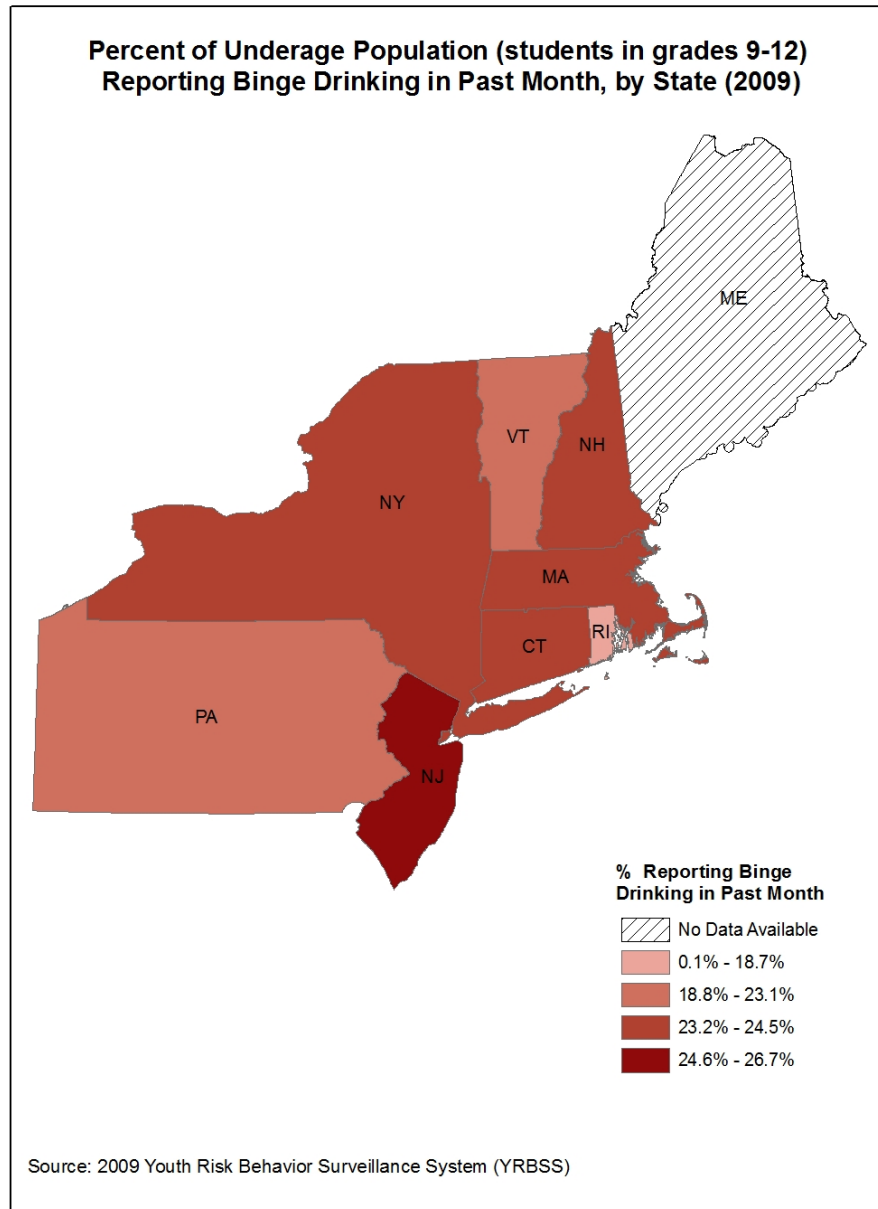 Percent of Underage Population (students in grades 9-12)
Reporting Binge Drinking in Past Month, by State (2009)
ME
VT
NH
NY
MA
CT
RI
PA
NJ
% Reporting Binge
Drinking in Past Month
No Data Available
0.1% - 18.7%
18.8% - 23.1%
23.2% - 24.5%
24.6% - 26.7%
Source: 2009 Youth Risk Behavior Surveillance System (YRBSS)